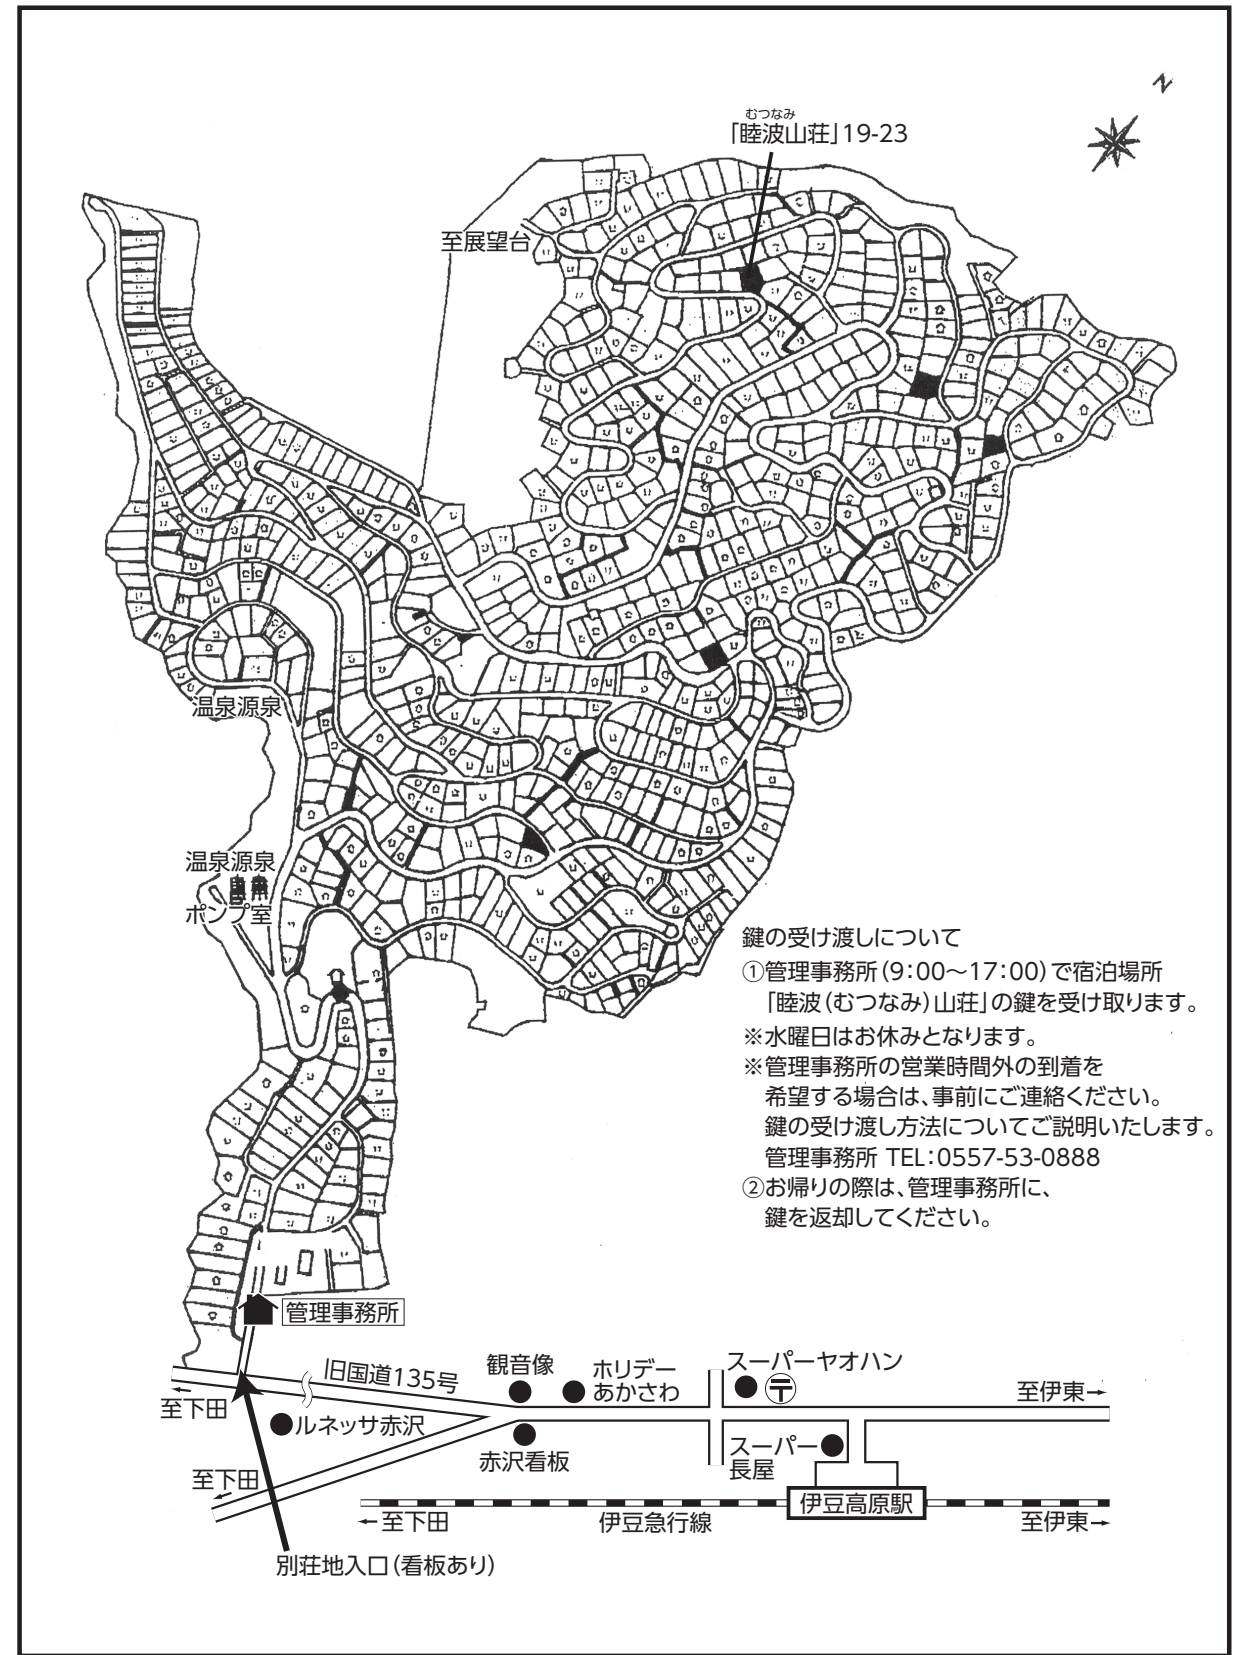 N
むつなみ
「睦波山荘」19-23
至展望台
温泉源泉
温泉源泉
ポンプ室
鍵の受け渡しについて
①管理事務所(9:00〜17:00)で宿泊場所
「睦波(むつなみ)山荘」の鍵を受け取ります。
※水曜日はお休みとなります。
※管理事務所の営業時間外の到着を
希望する場合は、事前にご連絡ください。
鍵の受け渡し方法についてご説明いたします。
管理事務所 TEL:0557-53-0888
②お帰りの際は、管理事務所に、
鍵を返却してください。
管理事務所
旧国道135号
観音像
ホリデー
あかさわ
スーパーヤオハン
〒
至伊東→
←
至下田
ルネッサ赤沢
赤沢看板
スーパー
長屋
至下田
←
伊豆高原駅
←至下田
伊豆急行線
至伊東→
別荘地入口(看板あり)